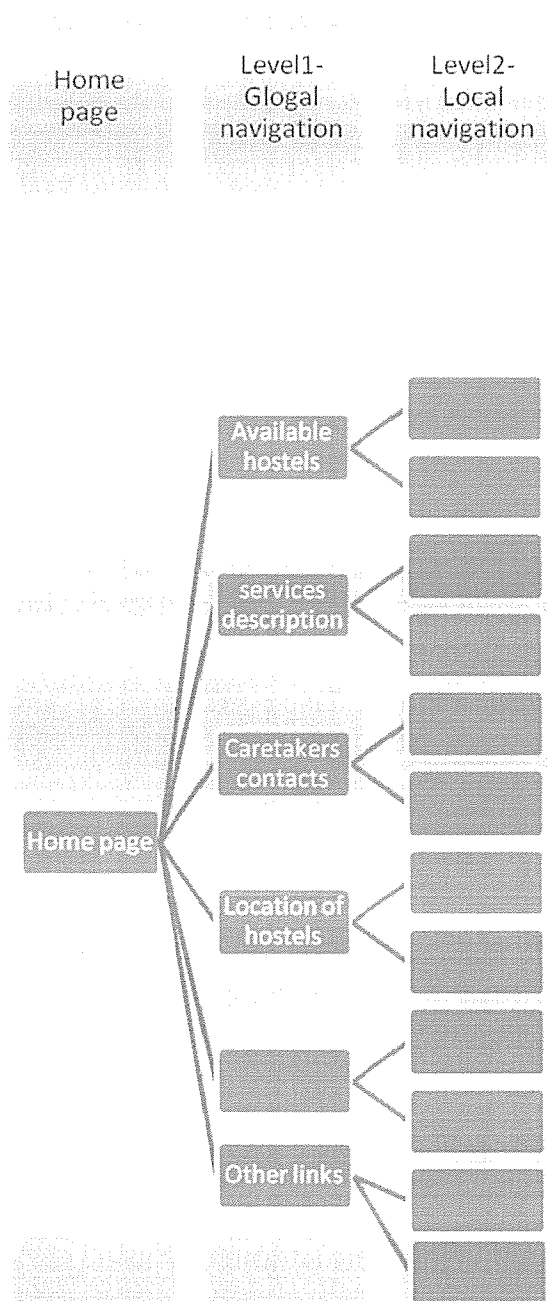 Home
page
Level1-
Glogal
navigation
Level2-
Local
navigation
Available
hostels
services
description
Caretakers
contacts
Home page
Location of
hostels
Other links